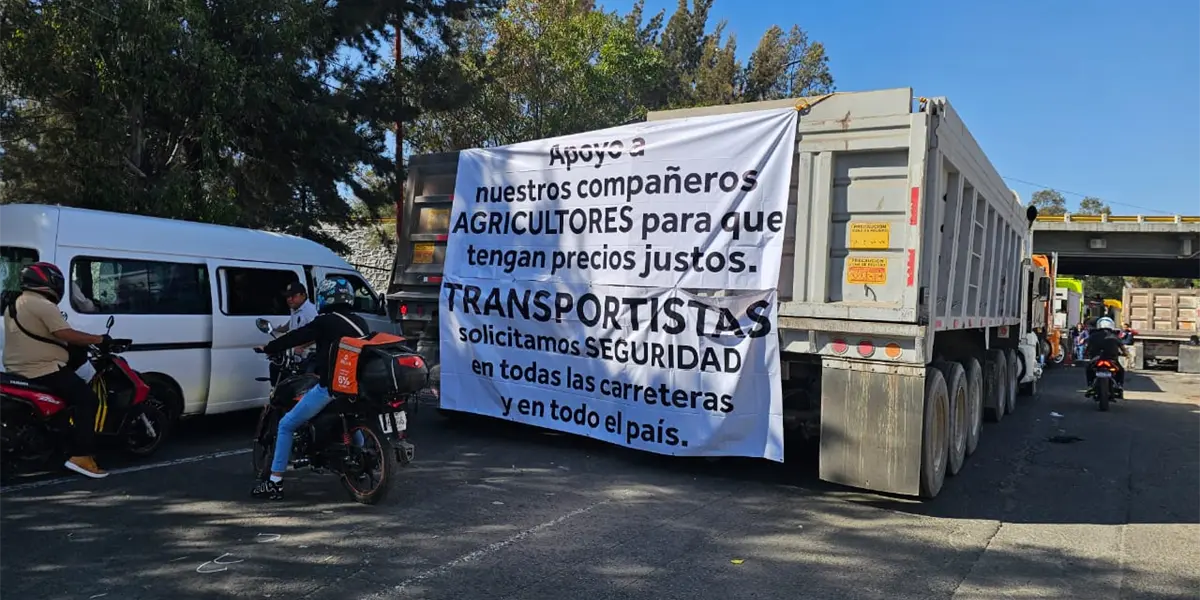 Apoyo a
nuestros compañeros
AGRICULTORES para que
tengan precios justos.
TRANSPORTISTAS
solicitamos SEGURIDAD
en todas las carreteras
y en todo el país.
PRECAUCION